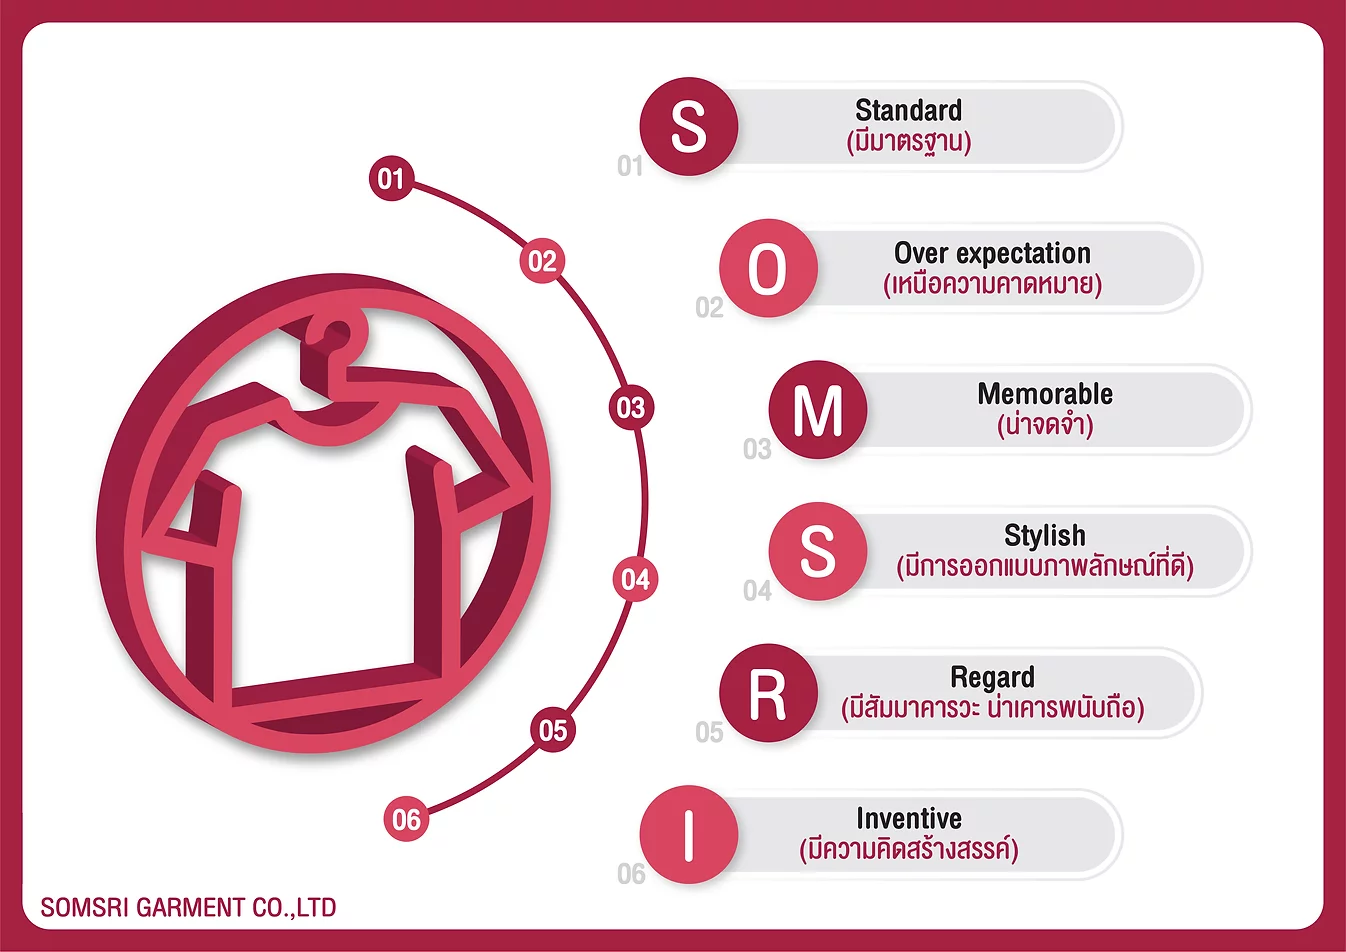 01
02
03
04
05
06
S
01
Standard
(มีมาตรฐาน)
O
02
Over expectation
(เหนือความคาดหมาย)
M
03
Memorable
(น่าจดจำ)
S
04
Stylish
(มีการออกแบบภาพลักษณ์ที่ดี)
R
05
Regard
(มีสัมมาคารวะ น่าเคารพนับถือ)
I
06
Inventive
(มีความคิดสร้างสรรค์)
SOMSRI GARMENT CO.,LTD